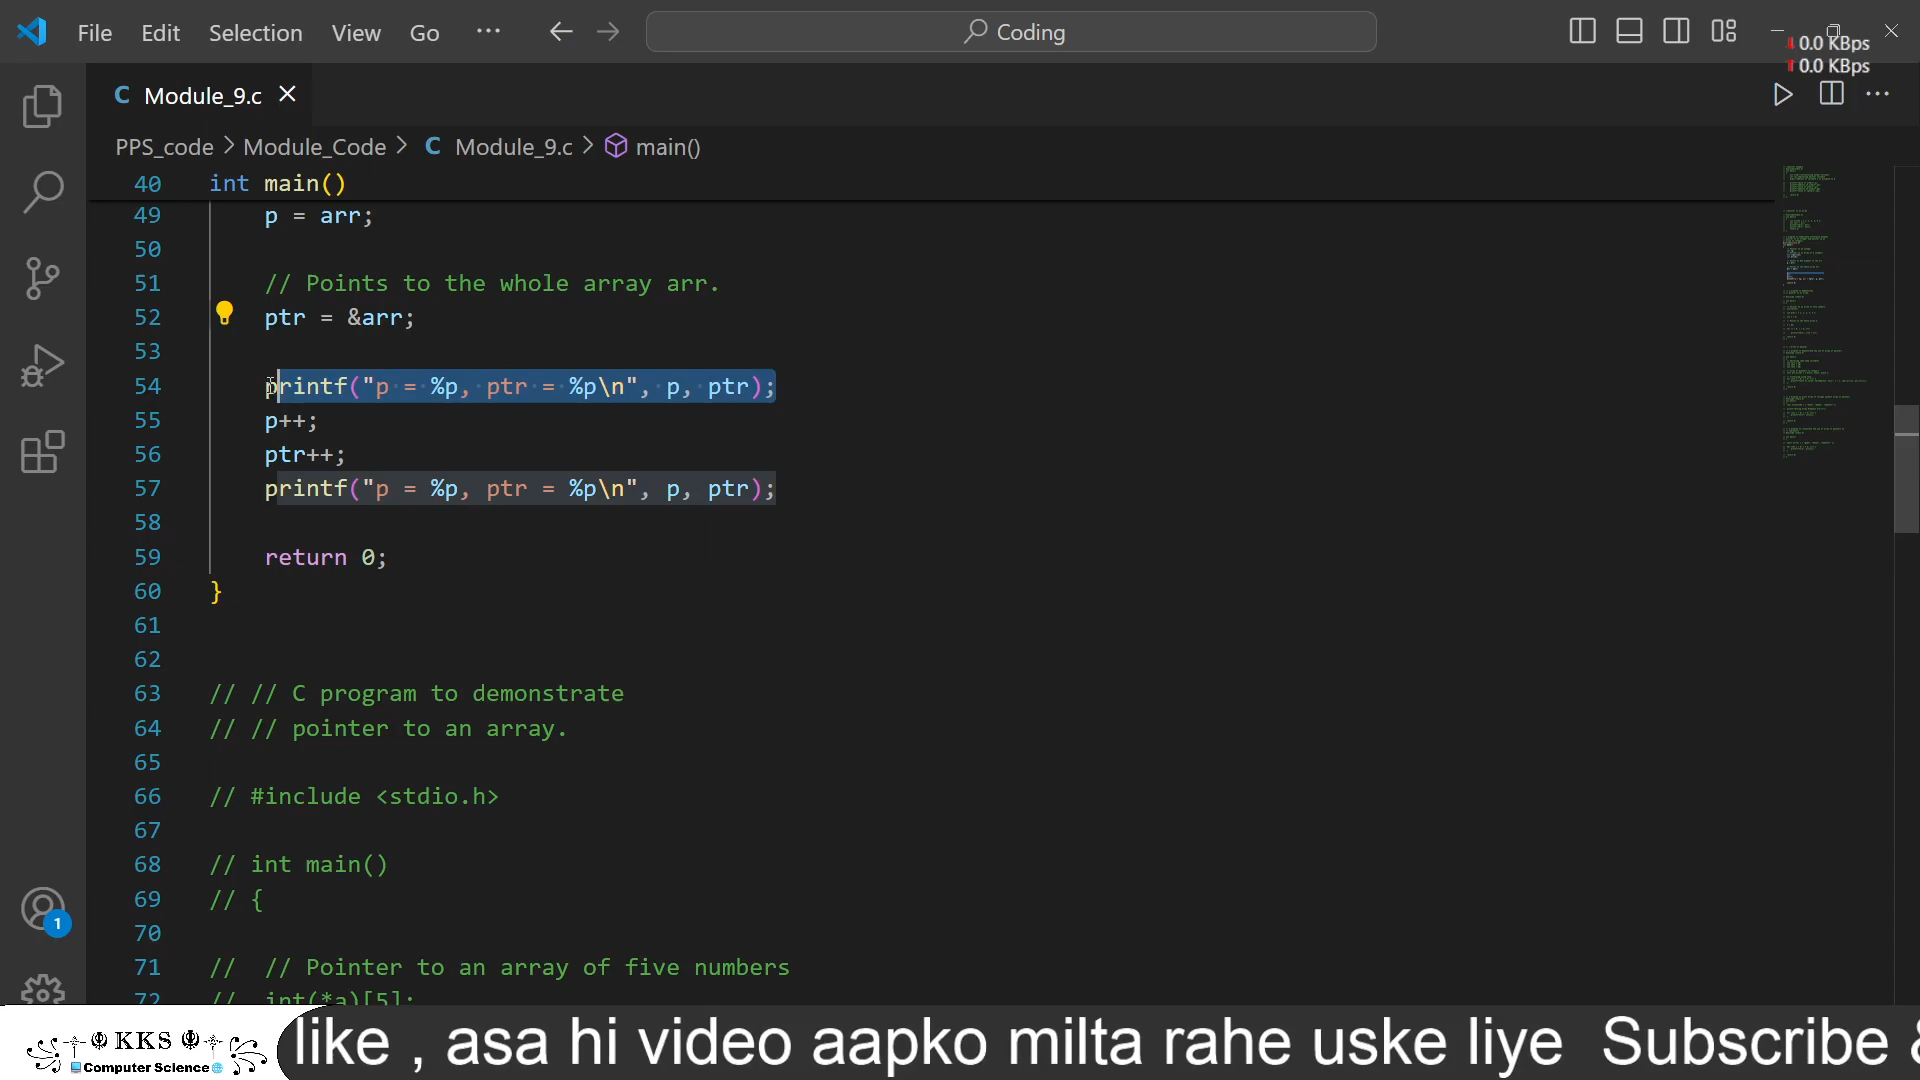 File Edit Selection View Go ··· Coding
0.0 KBps
0.0 KBps
C Module_9.c
PPS_code > Module_Code > C Module_9.c > main()
40 int main()
49 p = arr;
50
51 // Points to the whole array arr.
52 ptr = &arr;
53
54 printf("p = %p, ptr = %p\n", p, ptr);
55 p++;
56 ptr++;
57 printf("p = %p, ptr = %p\n", p, ptr);
58
59 return 0;
60 }
61
62
63 // // C program to demonstrate
64 // // pointer to an array.
65
66 // #include <stdio.h>
67
68 // int main()
69 // {
70
71 // // Pointer to an array of five numbers
72 // int(*a)[5];
1
KKS
Computer Science
like , asa hi video aapko milta rahe uske liye Subscribe &